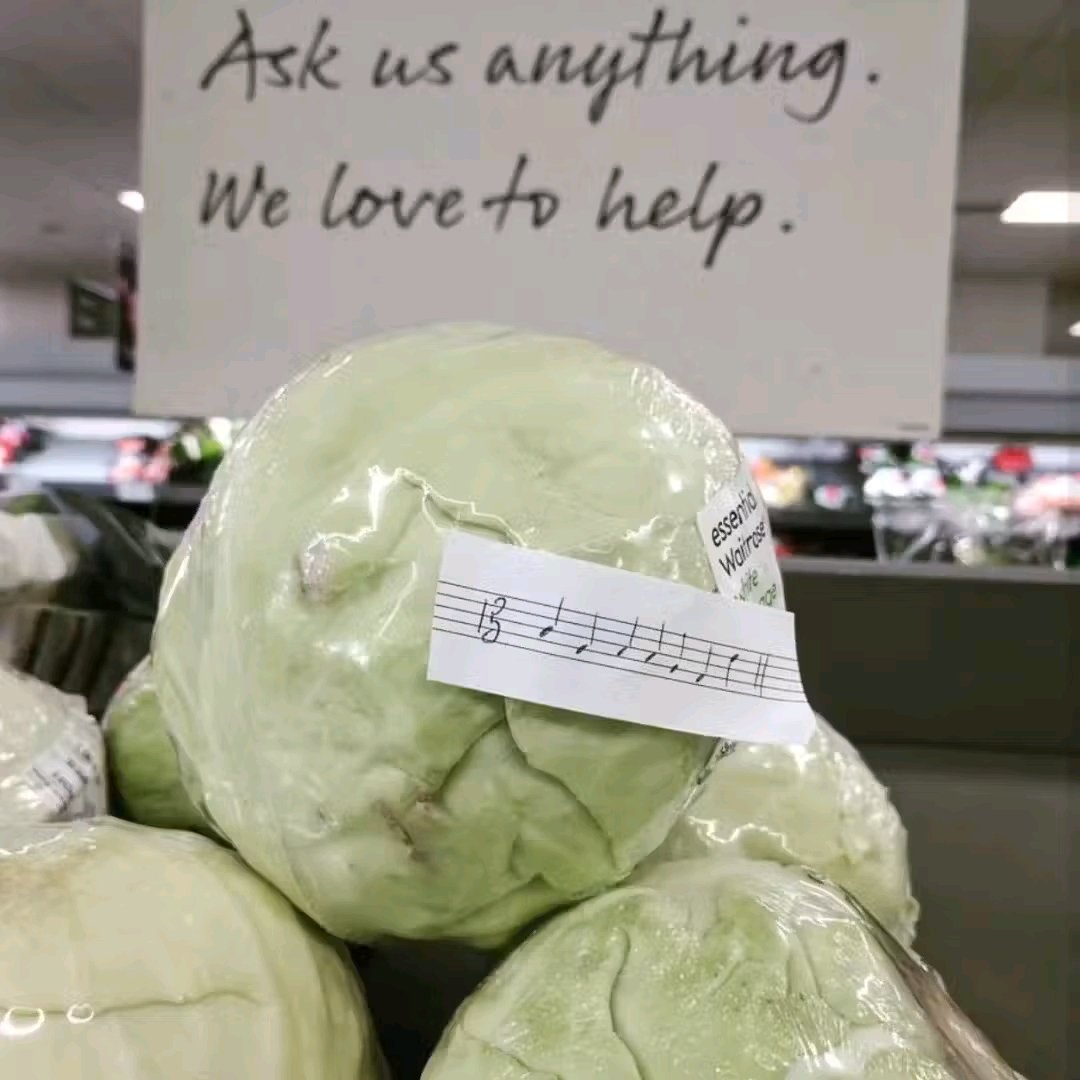 Ask us anything.
We love to help.
essential
Waitrose